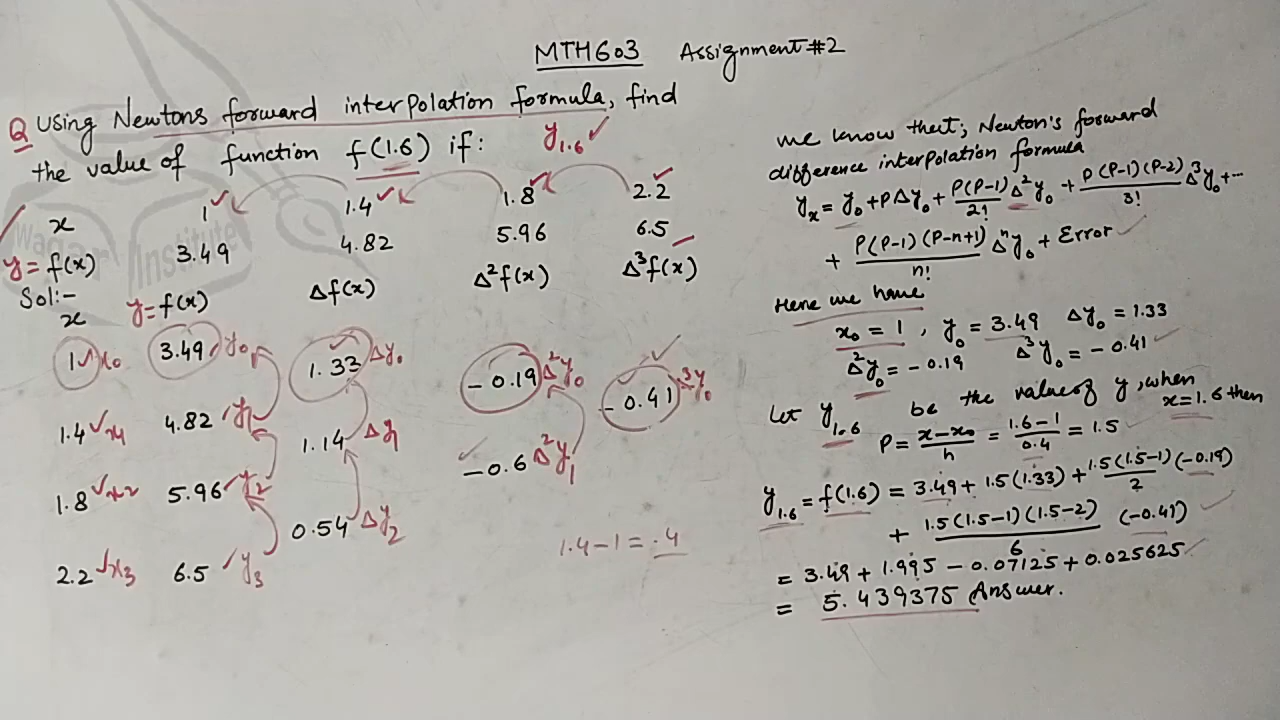 MTH603 Assignment #2
Q Using Newtons forward interpolation formula, find
the value of function f(1.6) if: y1.6 ✓
x 1 ✓ 1.4 ✓ 1.8 ✓ 2.2 ✓
y = f(x) 3.49 4.82 5.96 6.5
Sol:-
x y = f(x) Δf(x) Δ²f(x) Δ³f(x)
1 ✓ x0 3.49 y0 1.33 Δy0 -0.19 Δ²y0 -0.41 Δ³y0
1.4 ✓ x1 4.82 y1 1.14 Δy1 -0.6 Δ²y1
1.8 ✓ x2 5.96 y2 0.54 Δy2
2.2 ✓ x3 6.5 y3
1.4-1 = .4
Waqar
Institute
we know that; Newton's forward
difference interpolation formula
yx = y0 + PΔy0 + P(P-1)/2! Δ²y0 + P(P-1)(P-2)/3! Δ³y0 + ...
+ P(P-1)(P-n+1)/n! Δⁿy0 + Error
Here we have
x0 = 1, y0 = 3.49 Δy0 = 1.33
Δ²y0 = -0.19 Δ³y0 = -0.41
Let y1.6 be the value of y, when
x = 1.6 then
P = x-x0/h = 1.6-1/0.4 = 1.5
y1.6 = f(1.6) = 3.49 + 1.5(1.33) + 1.5(1.5-1)/2 (-0.19)
+ 1.5(1.5-1)(1.5-2)/6 (-0.41)
= 3.49 + 1.995 - 0.07125 + 0.025625
= 5.439375 Answer.